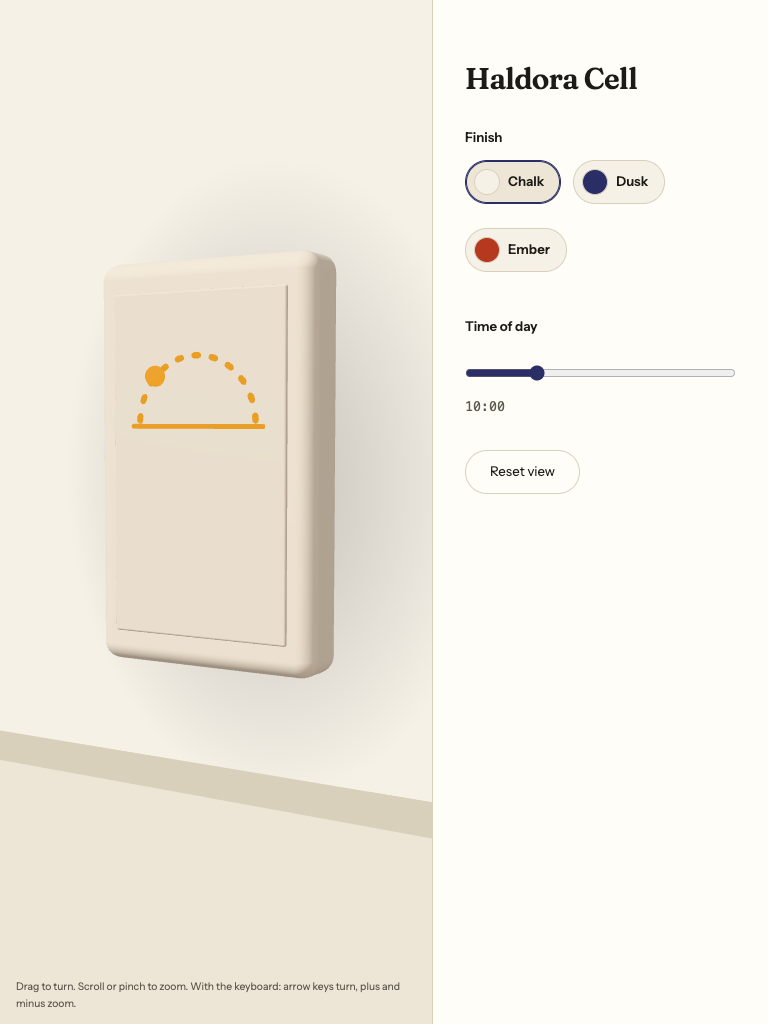 Haldora Cell
Finish
Chalk
Dusk
Ember
Time of day
10:00
Reset view
Drag to turn. Scroll or pinch to zoom. With the keyboard: arrow keys turn, plus and
minus zoom.